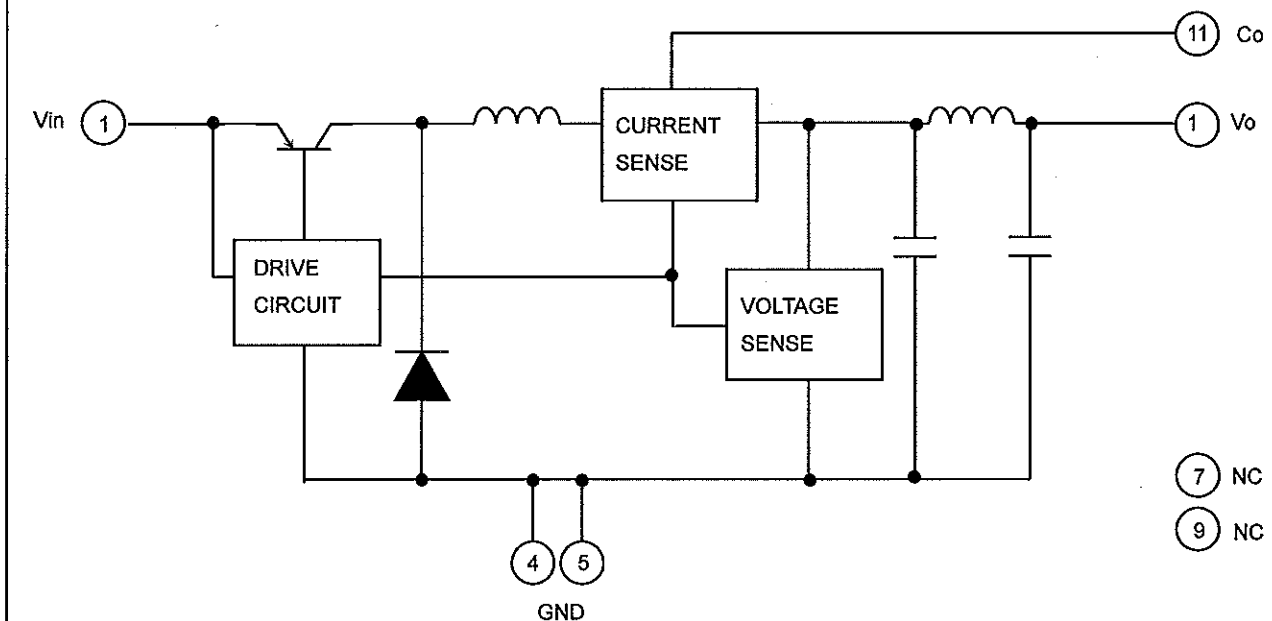 11 Co
Vin 1
CURRENT
SENSE
1 Vo
DRIVE
CIRCUIT
VOLTAGE
SENSE
7 NC
9 NC
4 5
GND